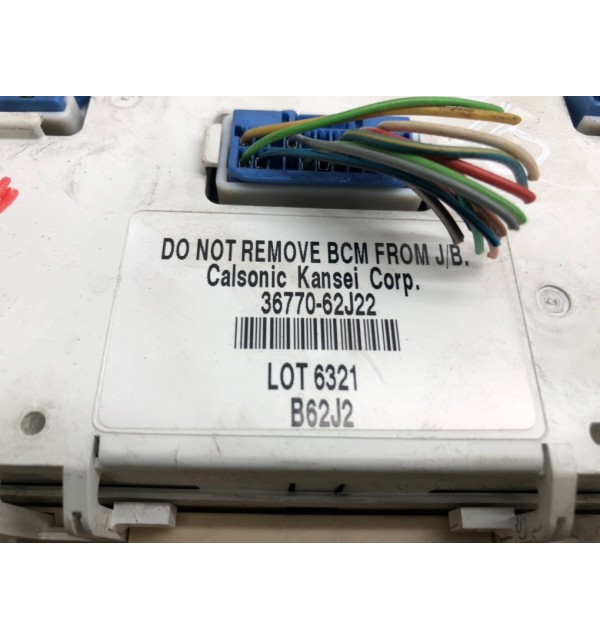 DO NOT REMOVE BCM FROM J/B.
Calsonic Kansei Corp.
36770-62J22
LOT 6321
B62J2